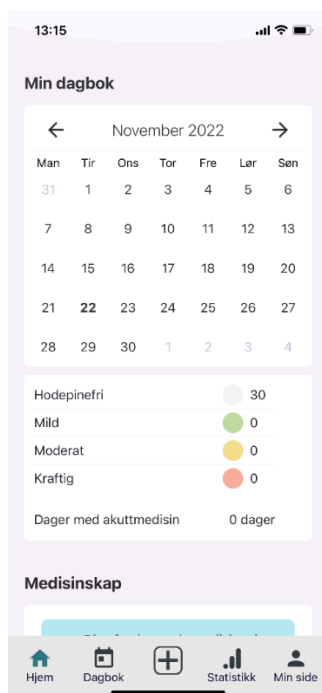 13:15
Min dagbok
November 2022
Man Tir Ons Tor Fre Lør Søn
31 1 2 3 4 5 6
7 8 9 10 11 12 13
14 15 16 17 18 19 20
21 22 23 24 25 26 27
28 29 30 1 2 3 4
Hodepinefri 30
Mild 0
Moderat 0
Kraftig 0
Dager med akuttmedisin 0 dager
Medisinskap
Hjem Dagbok Statistikk Min side